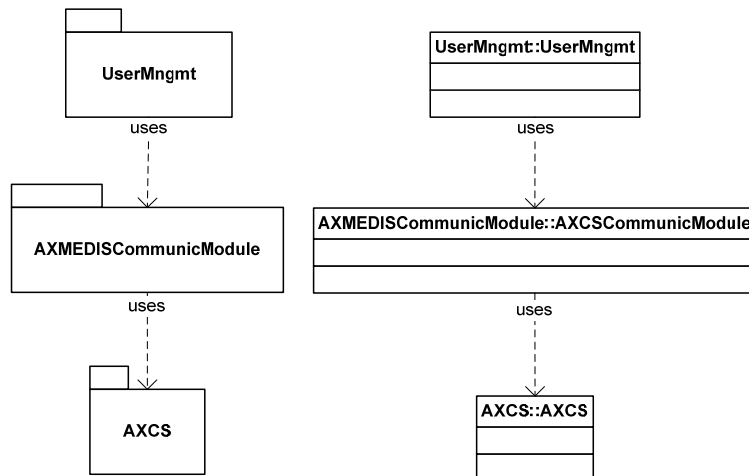 UserMngmt
UserMngmt::UserMngmt
uses
uses
AXMEDISCommunicModule
AXMEDISCommunicModule::AXCSCommunicModule
uses
uses
AXCS
AXCS::AXCS